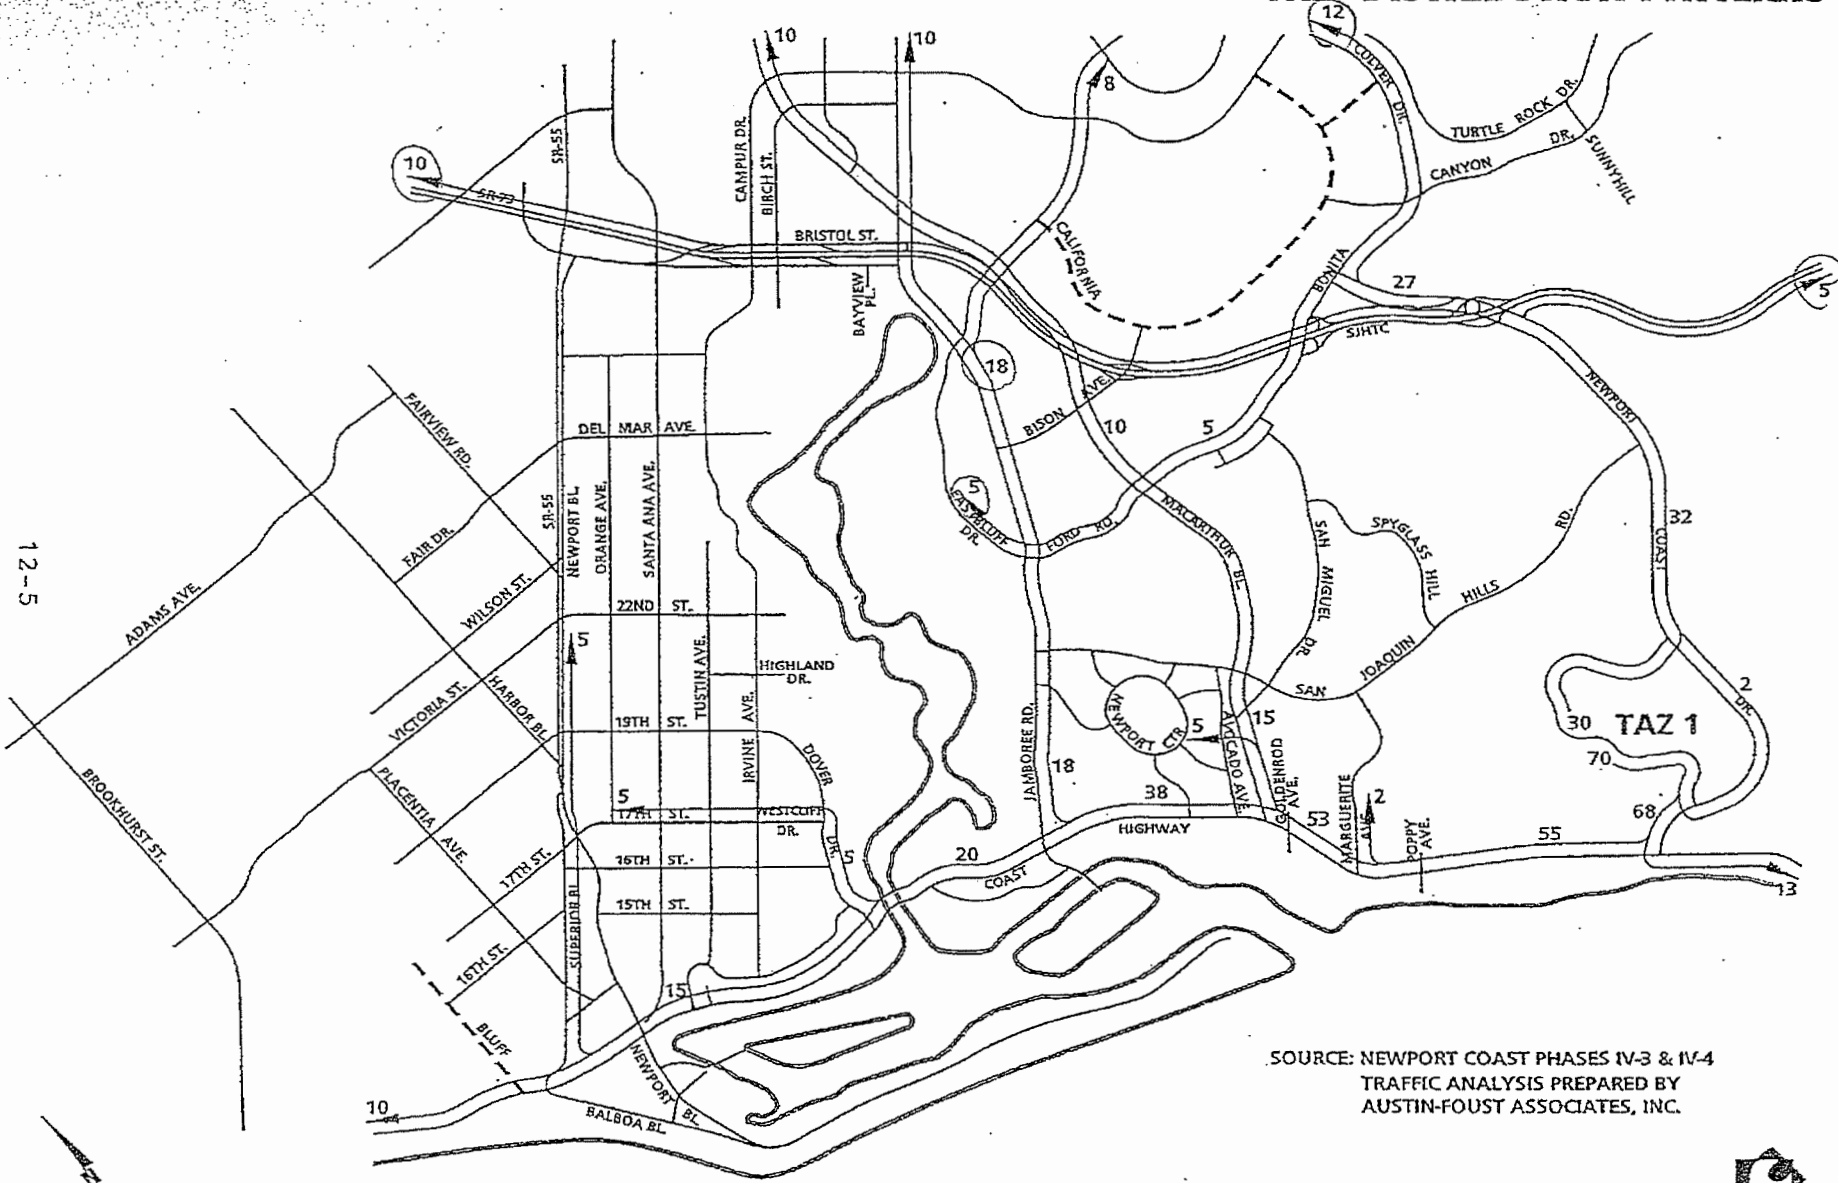 12
10
10
8
COLVER DR.
TURTLE ROCK DR.
CANYON DR.
SUNNYHILL
SR-55
CAMPUR DR.
BIRCH ST.
10
SR-73
BRISTOL ST.
BAYVIEW PL.
CALIFORNIA
BONITA
27
5
SJHTC
18
BISON AVE.
10
5
NEWPORT
COAST
DR.
32
2
FAIRVIEW RD.
DEL MAR AVE.
SR-55
NEWPORT BL.
ORANGE AVE.
SANTA ANA AVE.
5
EASTBLUFF DR.
FORD RD.
MACARTHUR BL.
SAN MIGUEL DR.
SPYGLASS HILL
SAN JOAQUIN HILLS RD.
FAIR DR.
WILSON ST.
ADAMS AVE.
12-5
22ND ST.
5
TUSTIN AVE.
HIGHLAND DR.
IRVINE AVE.
VICTORIA ST.
HARBOR BL.
19TH ST.
DOVER DR.
NEWPORT CTR
5
AVOCADO AVE
15
GOLDENROD AVE.
JAMBOREE RD.
18
30
TAZ 1
70
68
BROOKHURST ST.
PLACENTIA AVE.
5
17TH ST.
WESTCLIFF DR.
38
HIGHWAY
53
MARGUERITE AVE
2
POPPY AVE.
55
13
17TH ST.
16TH ST.
5
20
COAST
15TH ST.
SUPERIOR BL
16TH ST.
15
BLUFF
NEWPORT BL.
BALBOA BL.
10
SOURCE: NEWPORT COAST PHASES IV-3 & IV-4
TRAFFIC ANALYSIS PREPARED BY
AUSTIN-FOUST ASSOCIATES, INC.